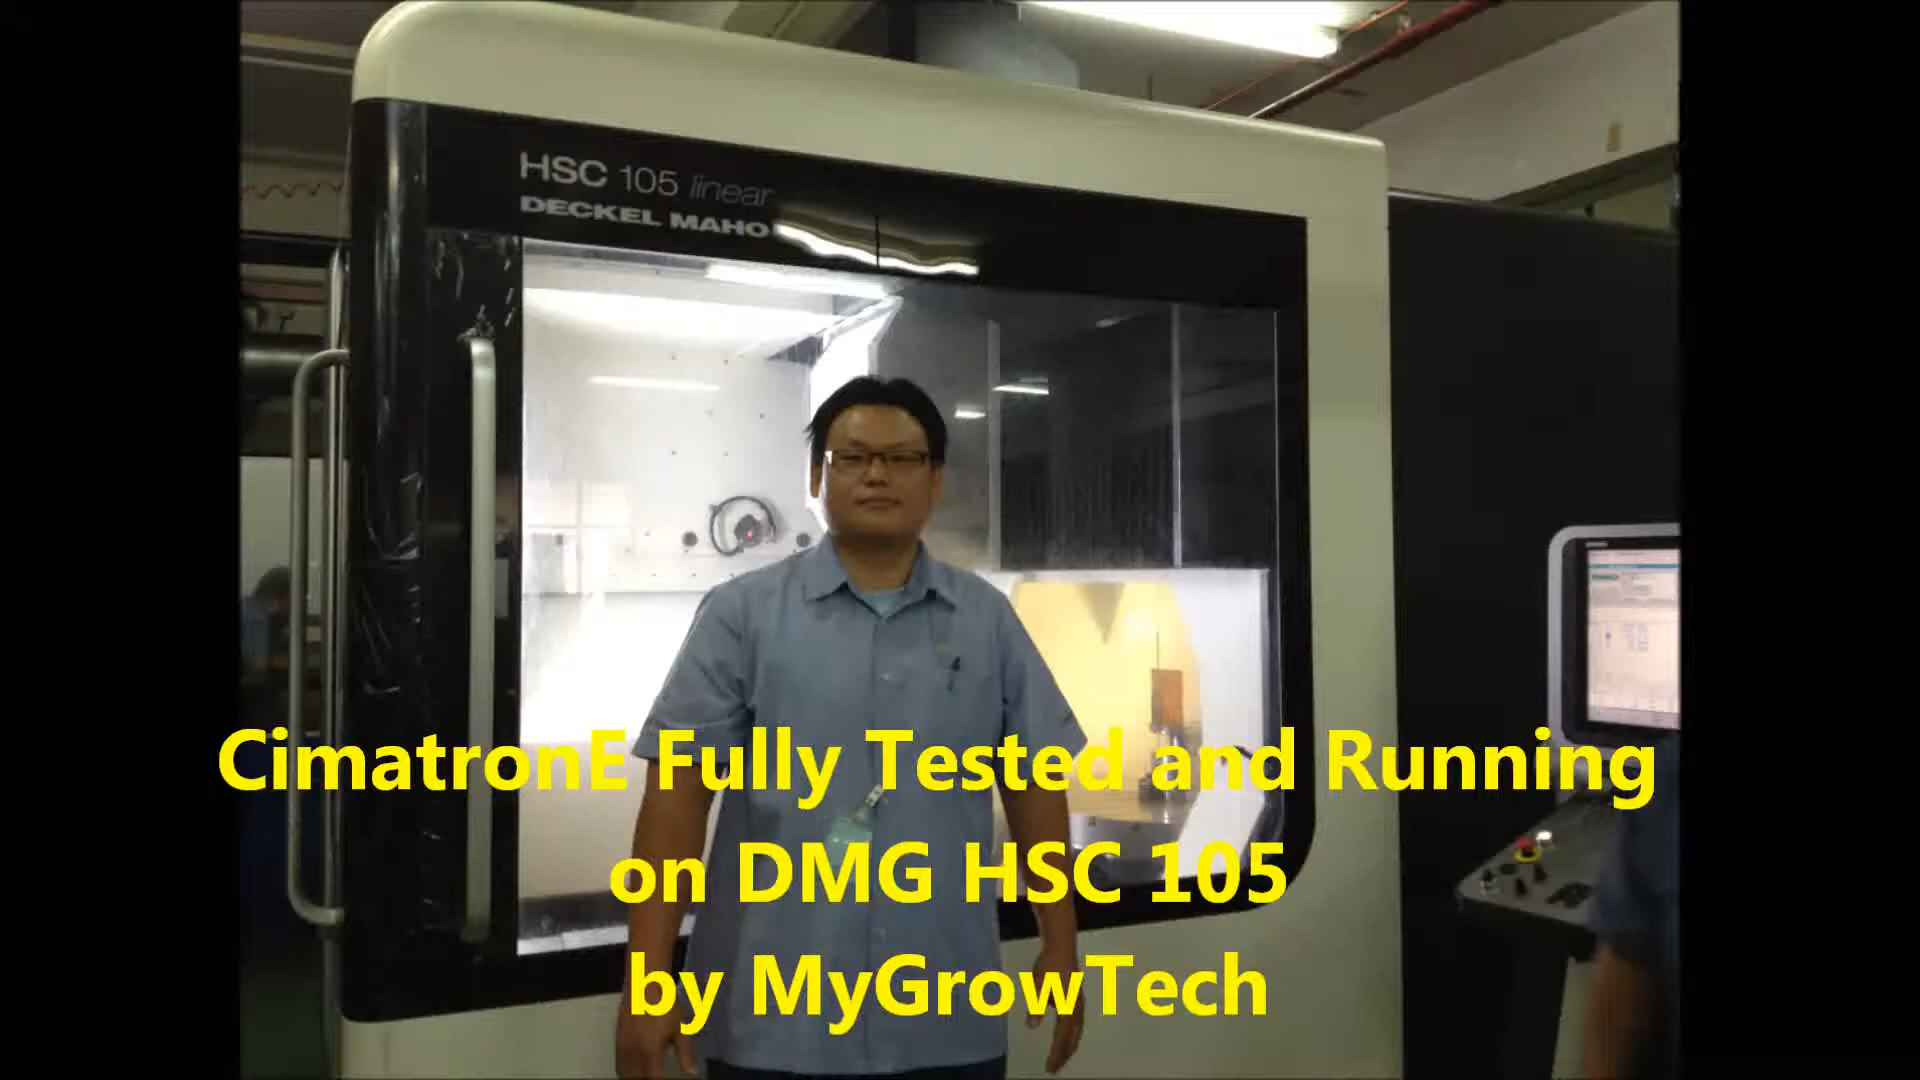 HSC 105 linear
DECKEL MAHO
CimatronE Fully Tested and Running
on DMG HSC 105
by MyGrowTech